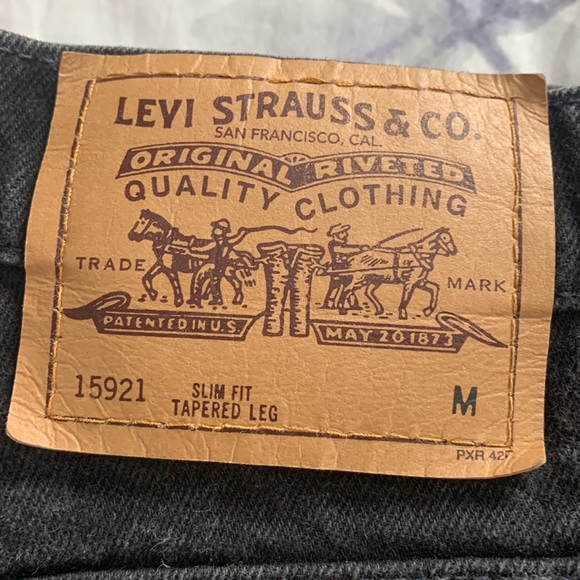 LEVI STRAUSS & CO.
SAN FRANCISCO, CAL.
ORIGINAL RIVETED
QUALITY CLOTHING
TRADE MARK
PATENTED IN U.S. MAY 20 1873
15921 SLIM FIT M
TAPERED LEG
PXR